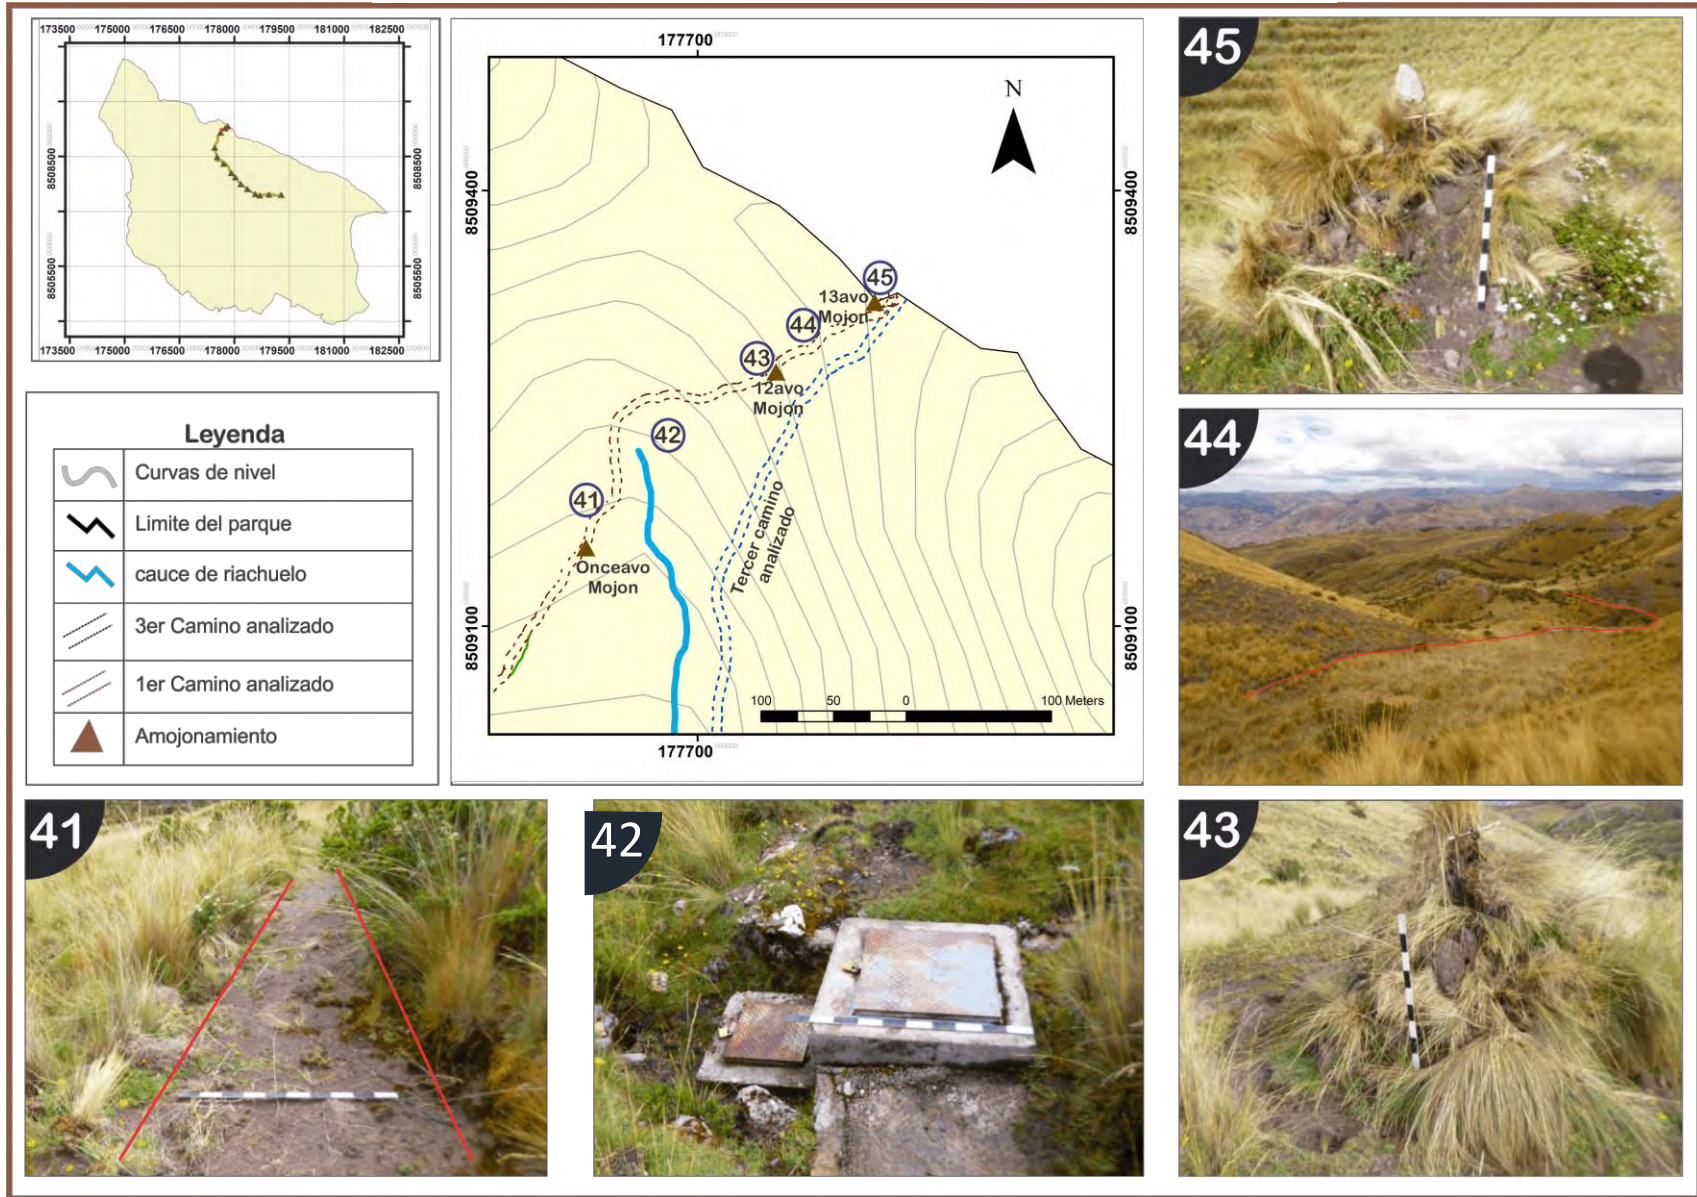 173500 175000 176500 178000 179500 181000 182500
8508500
8508500
8505500
8505500
173500 175000 176500 178000 179500 181000 182500
Leyenda
Curvas de nivel
Limite del parque
cauce de riachuelo
3er Camino analizado
1er Camino analizado
Amojonamiento
177700
N
8509400
8509400
45
13avo
Mojon
44
43
12avo
Mojon
42
41
Onceavo
Mojon
Tercer camino
analizado
8509100
8509100
100 50 0 100 Meters
177700
45
44
41
42
43